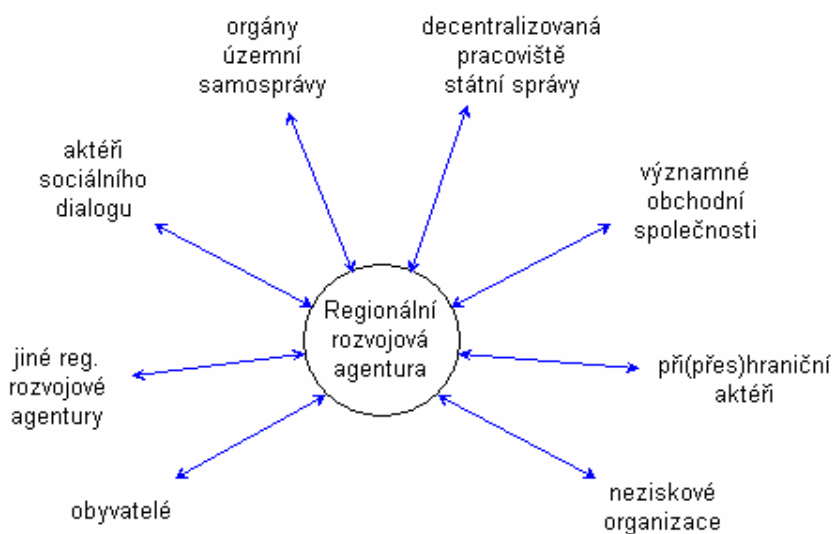 orgány
územní
samosprávy
decentralizovaná
pracoviště
státní správy
aktéři
sociálního
dialogu
významné
obchodní
společnosti
Regionální
rozvojová
agentura
jiné reg.
rozvojové
agentury
při(přes)hraniční
aktéři
obyvatelé
neziskové
organizace